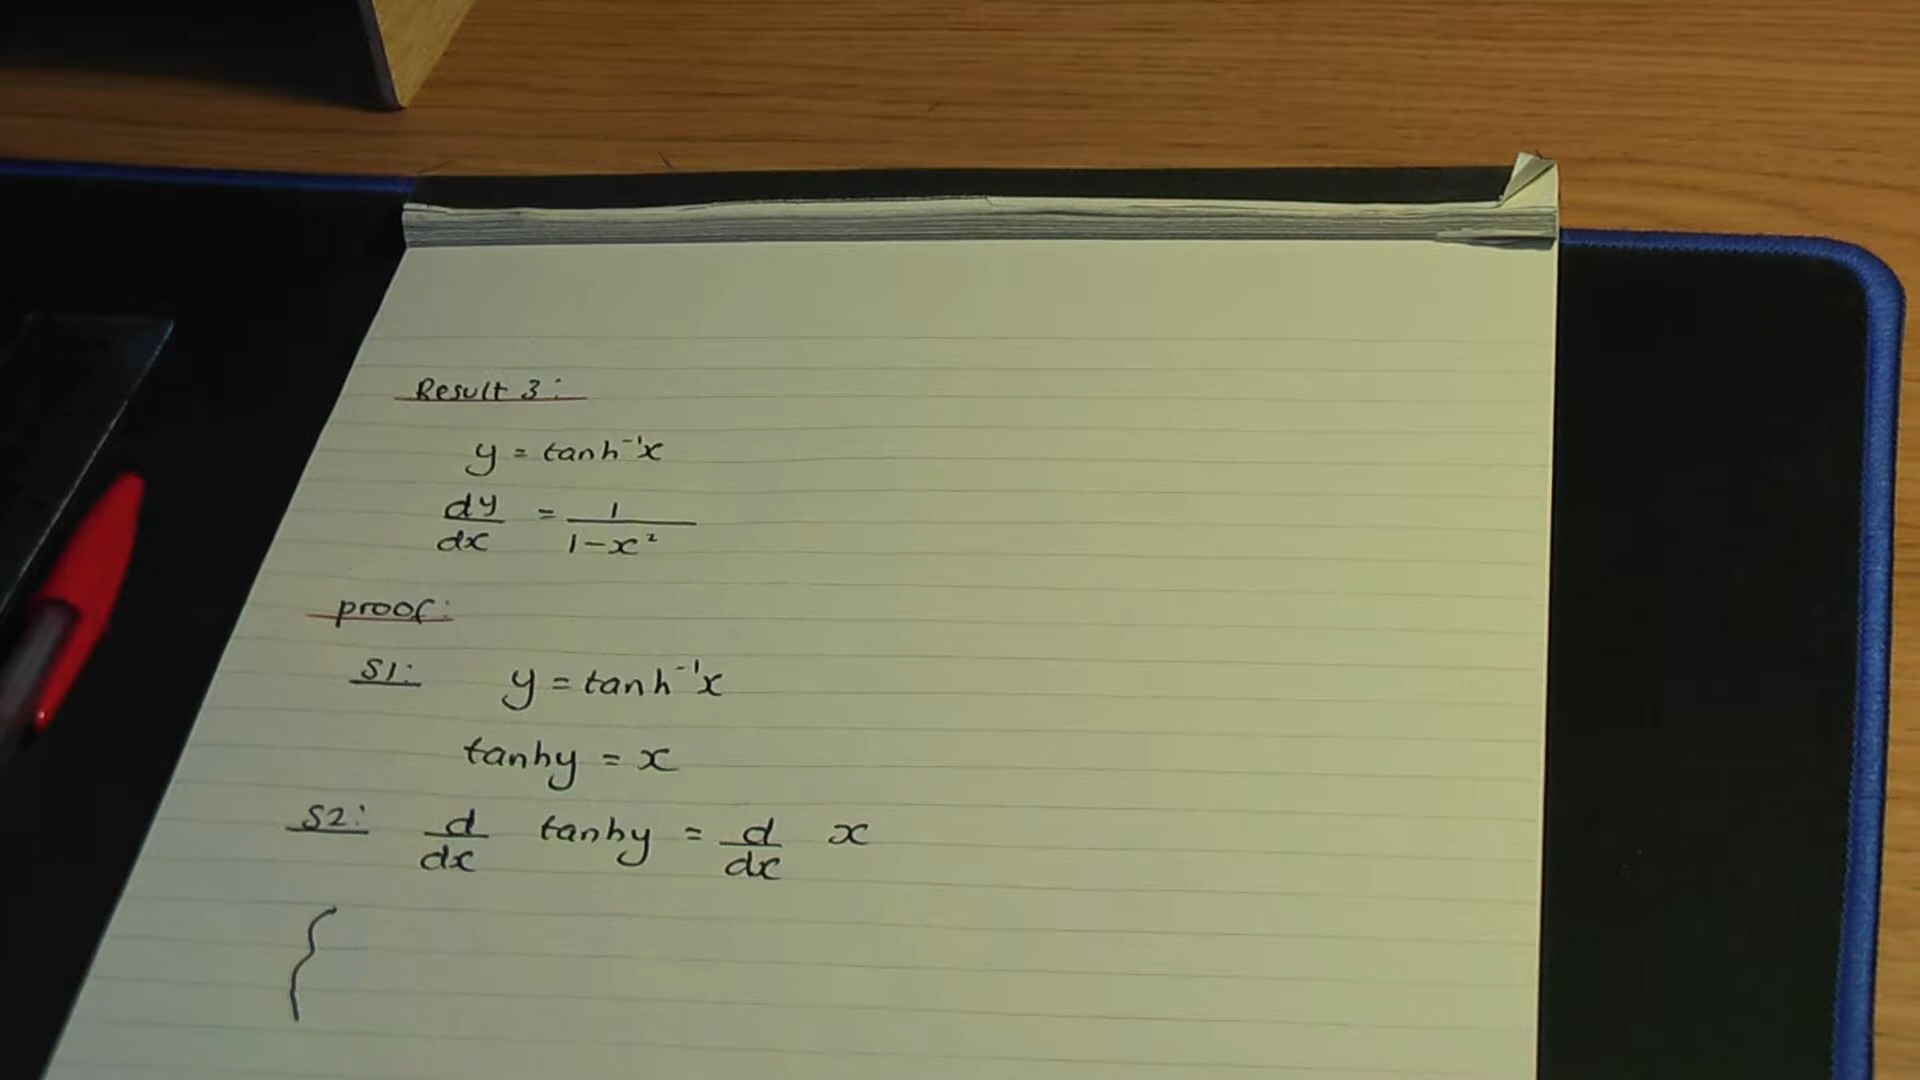 Result 3:
y = tanh⁻¹x
dy/dx = 1/(1-x²)
proof:
S1: y = tanh⁻¹x
tanhy = x
S2: d/dx tanhy = d/dx x
{